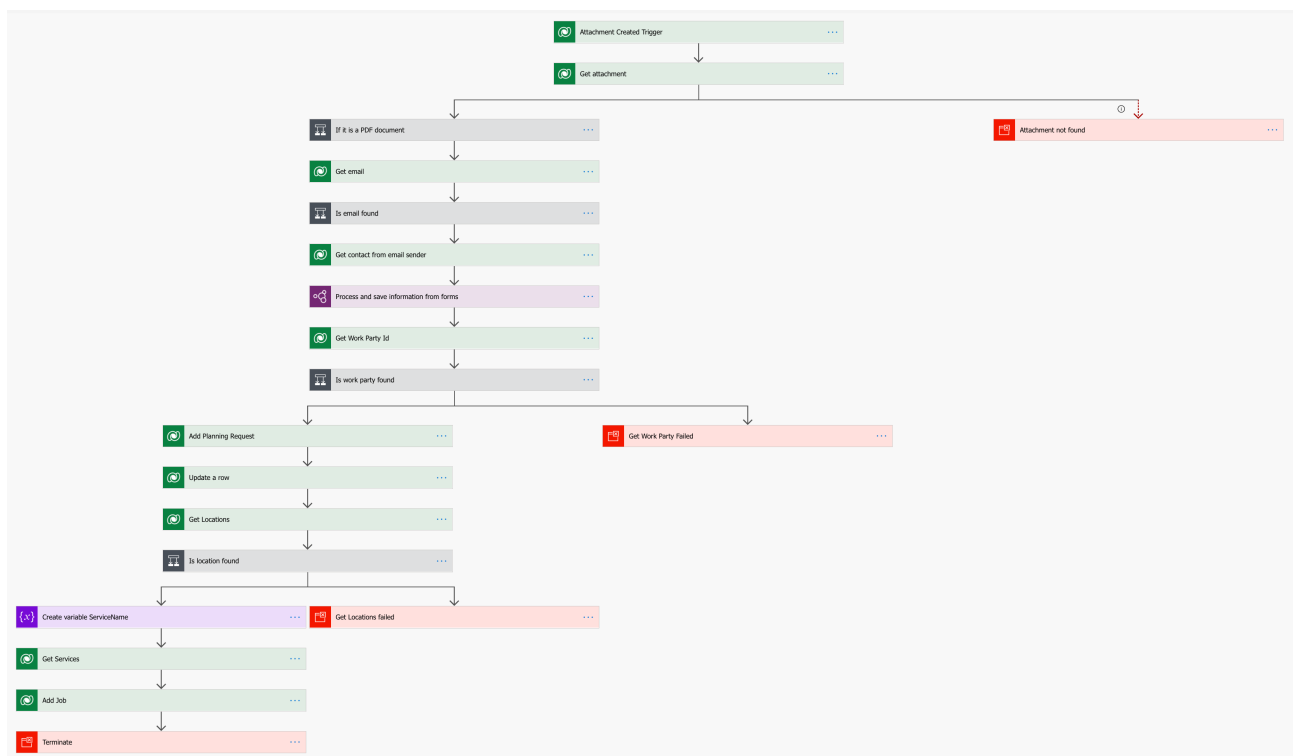 Attachment Created Trigger
Get attachment
If it is a PDF document
Attachment not found
Get email
Is email found
Get contact from email sender
Process and save information from forms
Get Work Party Id
Is work party found
Add Planning Request
Get Work Party Failed
Update a row
Get Locations
Is location found
{x} Create variable ServiceName
Get Locations failed
Get Services
Add Job
Terminate